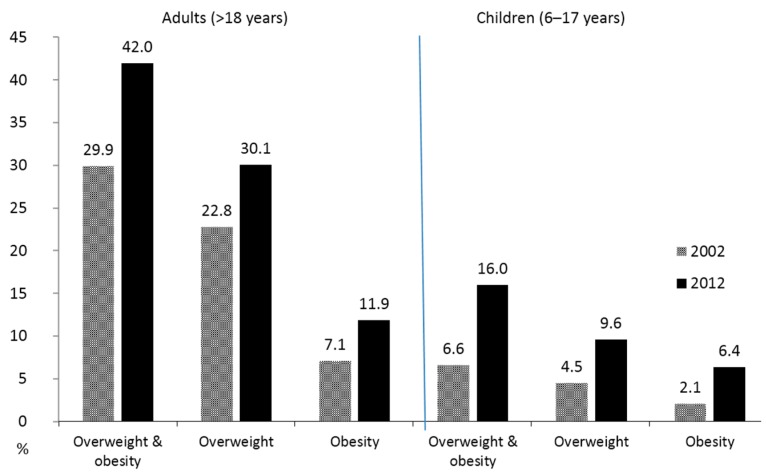 Adults (>18 years)
Children (6–17 years)
45
40
35
30
25
20
15
10
5
0
%
29.9
42.0
22.8
30.1
7.1
11.9
6.6
16.0
4.5
9.6
2.1
6.4
2002
2012
Overweight &
obesity
Overweight
Obesity
Overweight &
obesity
Overweight
Obesity